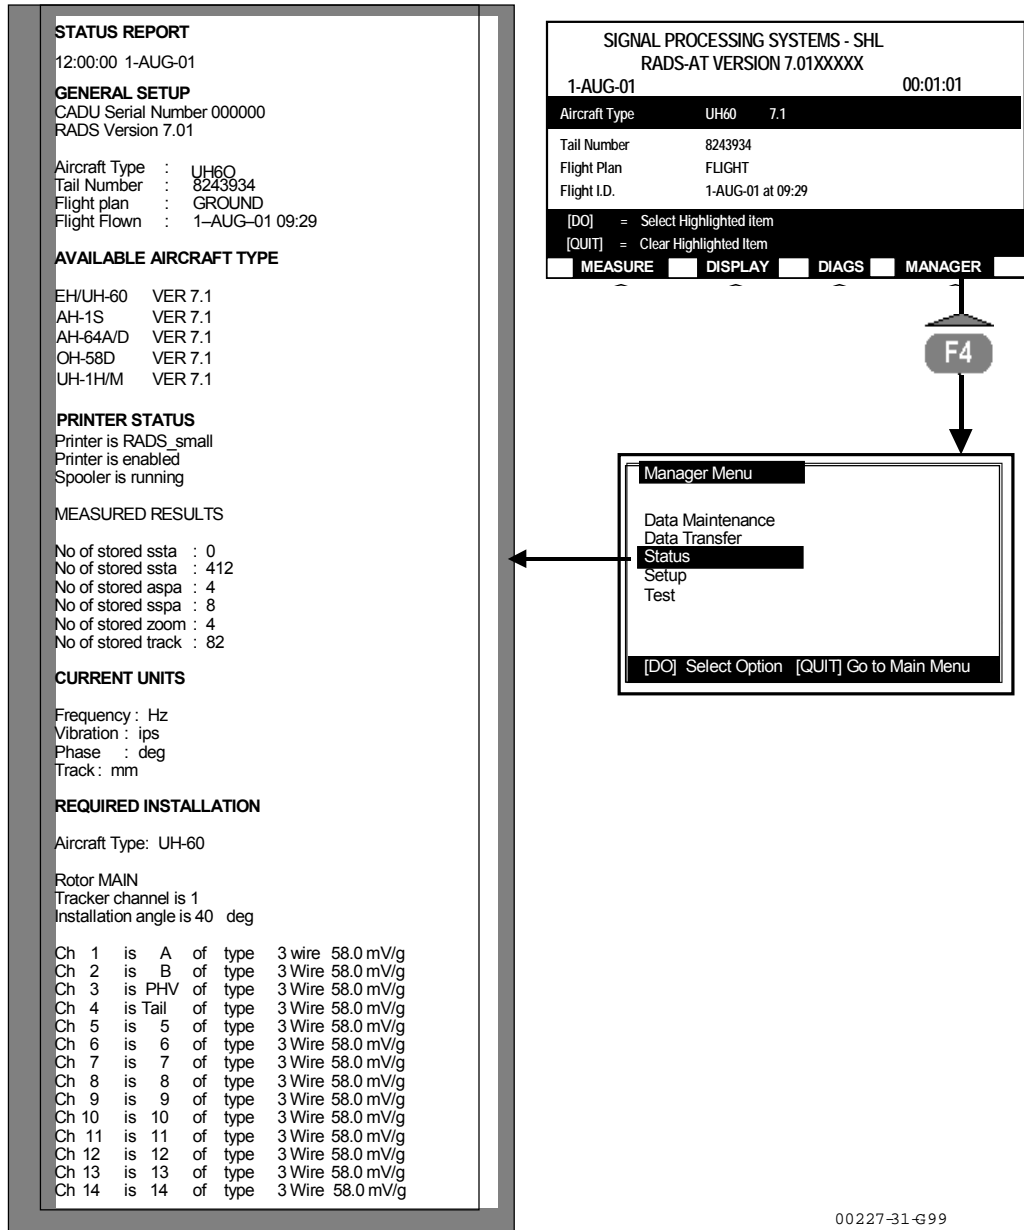 STATUS REPORT
12:00:00 1-AUG-01
GENERAL SETUP
CADU Serial Number 000000
RADS Version 7.01
Aircraft Type : UH6O
Tail Number : 8243934
Flight plan : GROUND
Flight Flown : 1–AUG–01 09:29
AVAILABLE AIRCRAFT TYPE
EH/UH-60 VER 7.1
AH-1S VER 7.1
AH-64A/D VER 7.1
OH-58D VER 7.1
UH-1H/M VER 7.1
PRINTER STATUS
Printer is RADS_small
Printer is enabled
Spooler is running
MEASURED RESULTS
No of stored ssta : 0
No of stored ssta : 412
No of stored aspa : 4
No of stored sspa : 8
No of stored zoom : 4
No of stored track : 82
CURRENT UNITS
Frequency : Hz
Vibration : ips
Phase : deg
Track : mm
REQUIRED INSTALLATION
Aircraft Type: UH-60
Rotor MAIN
Tracker channel is 1
Installation angle is 40 deg
Ch 1 is A of type 3 wire 58.0 mV/g
Ch 2 is B of type 3 Wire 58.0 mV/g
Ch 3 is PHV of type 3 Wire 58.0 mV/g
Ch 4 is Tail of type 3 Wire 58.0 mV/g
Ch 5 is 5 of type 3 Wire 58.0 mV/g
Ch 6 is 6 of type 3 Wire 58.0 mV/g
Ch 7 is 7 of type 3 Wire 58.0 mV/g
Ch 8 is 8 of type 3 Wire 58.0 mV/g
Ch 9 is 9 of type 3 Wire 58.0 mV/g
Ch 10 is 10 of type 3 Wire 58.0 mV/g
Ch 11 is 11 of type 3 Wire 58.0 mV/g
Ch 12 is 12 of type 3 Wire 58.0 mV/g
Ch 13 is 13 of type 3 Wire 58.0 mV/g
Ch 14 is 14 of type 3 Wire 58.0 mV/g
SIGNAL PROCESSING SYSTEMS - SHL
RADS-AT VERSION 7.01XXXXX
1-AUG-01 00:01:01
Aircraft Type UH60 7.1
Tail Number 8243934
Flight Plan FLIGHT
Flight I.D. 1-AUG-01 at 09:29
[DO] = Select Highlighted item
[QUIT] = Clear Highlighted Item
MEASURE DISPLAY DIAGS MANAGER
F4
Manager Menu
Data Maintenance
Data Transfer
Status
Setup
Test
[DO] Select Option [QUIT] Go to Main Menu
00227-31-G99